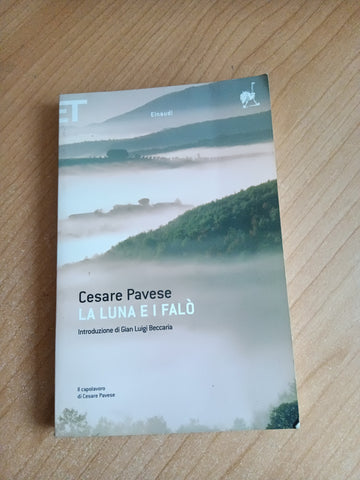 ET
Einaudi
Cesare Pavese
LA LUNA E I FALÒ
Introduzione di Gian Luigi Beccaria
Il capolavoro
di Cesare Pavese